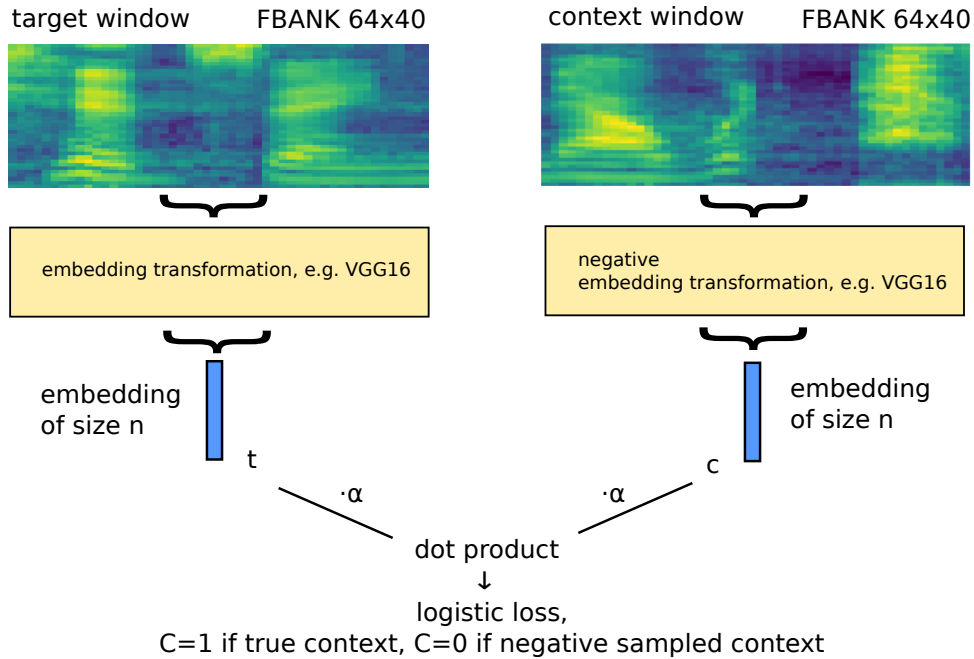 target window FBANK 64x40
context window FBANK 64x40
embedding transformation, e.g. VGG16
negative
embedding transformation, e.g. VGG16
embedding
of size n
embedding
of size n
t
c
·α
·α
dot product
↓
logistic loss,
C=1 if true context, C=0 if negative sampled context